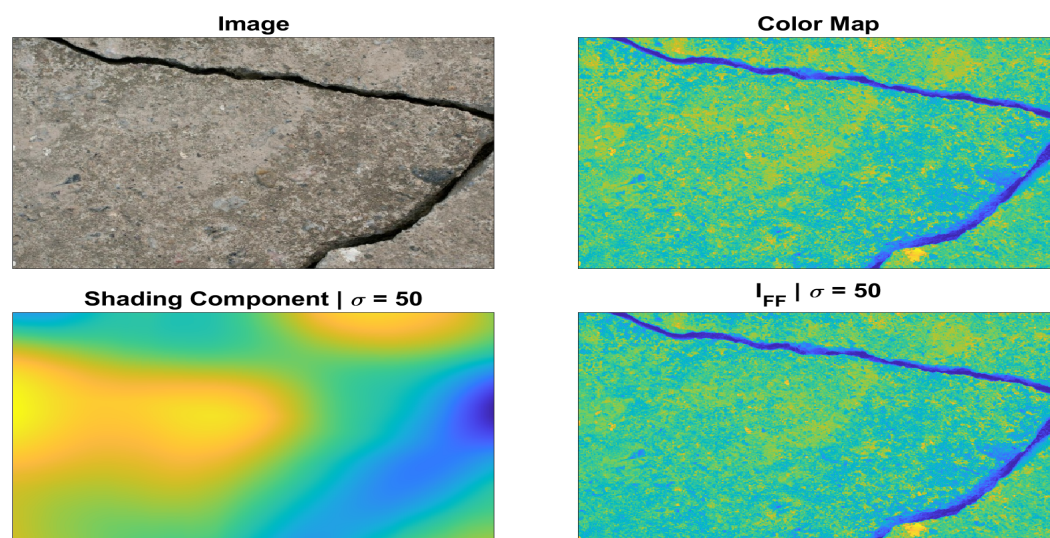 Image
Color Map
Shading Component | σ = 50
I_FF | σ = 50